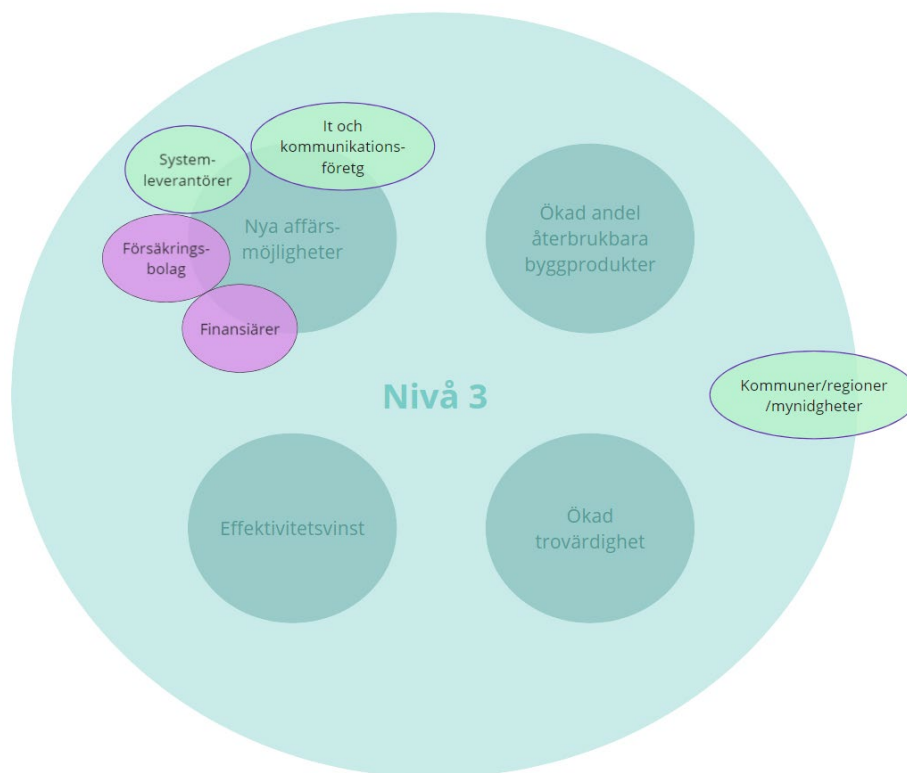 It och
kommunikations-
företg
System-
leverantörer
Nya affärs-
möjligheter
Försäkrings-
bolag
Finansiärer
Ökad andel
återbrukbara
byggprodukter
Nivå 3
Kommuner/regioner
/mynidgheter
Effektivitetsvinst
Ökad
trovärdighet